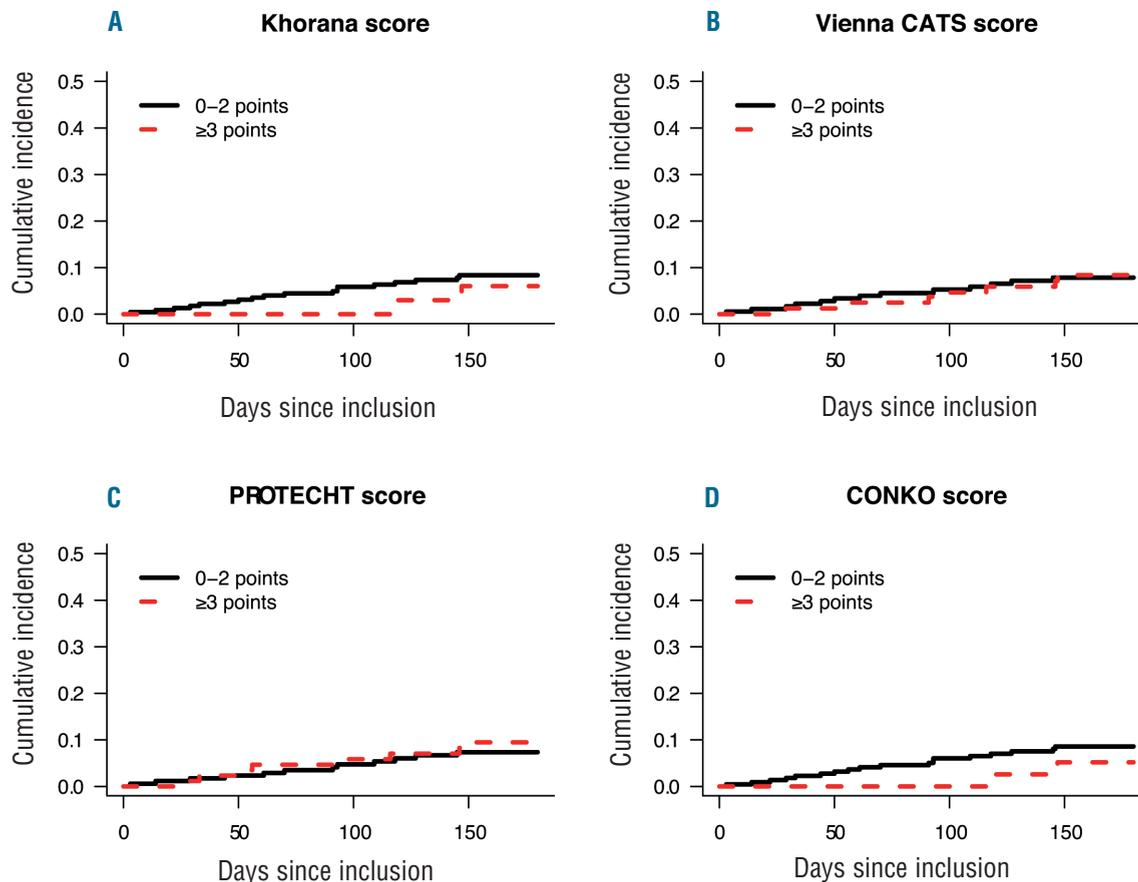 A
Khorana score
Cumulative incidence
0.5
0.4
0.3
0.2
0.1
0.0
0–2 points
≥3 points
0 50 100 150
Days since inclusion
B
Vienna CATS score
Cumulative incidence
0.5
0.4
0.3
0.2
0.1
0.0
0–2 points
≥3 points
0 50 100 150
Days since inclusion
C
PROTECHT score
Cumulative incidence
0.5
0.4
0.3
0.2
0.1
0.0
0–2 points
≥3 points
0 50 100 150
Days since inclusion
D
CONKO score
Cumulative incidence
0.5
0.4
0.3
0.2
0.1
0.0
0–2 points
≥3 points
0 50 100 150
Days since inclusion